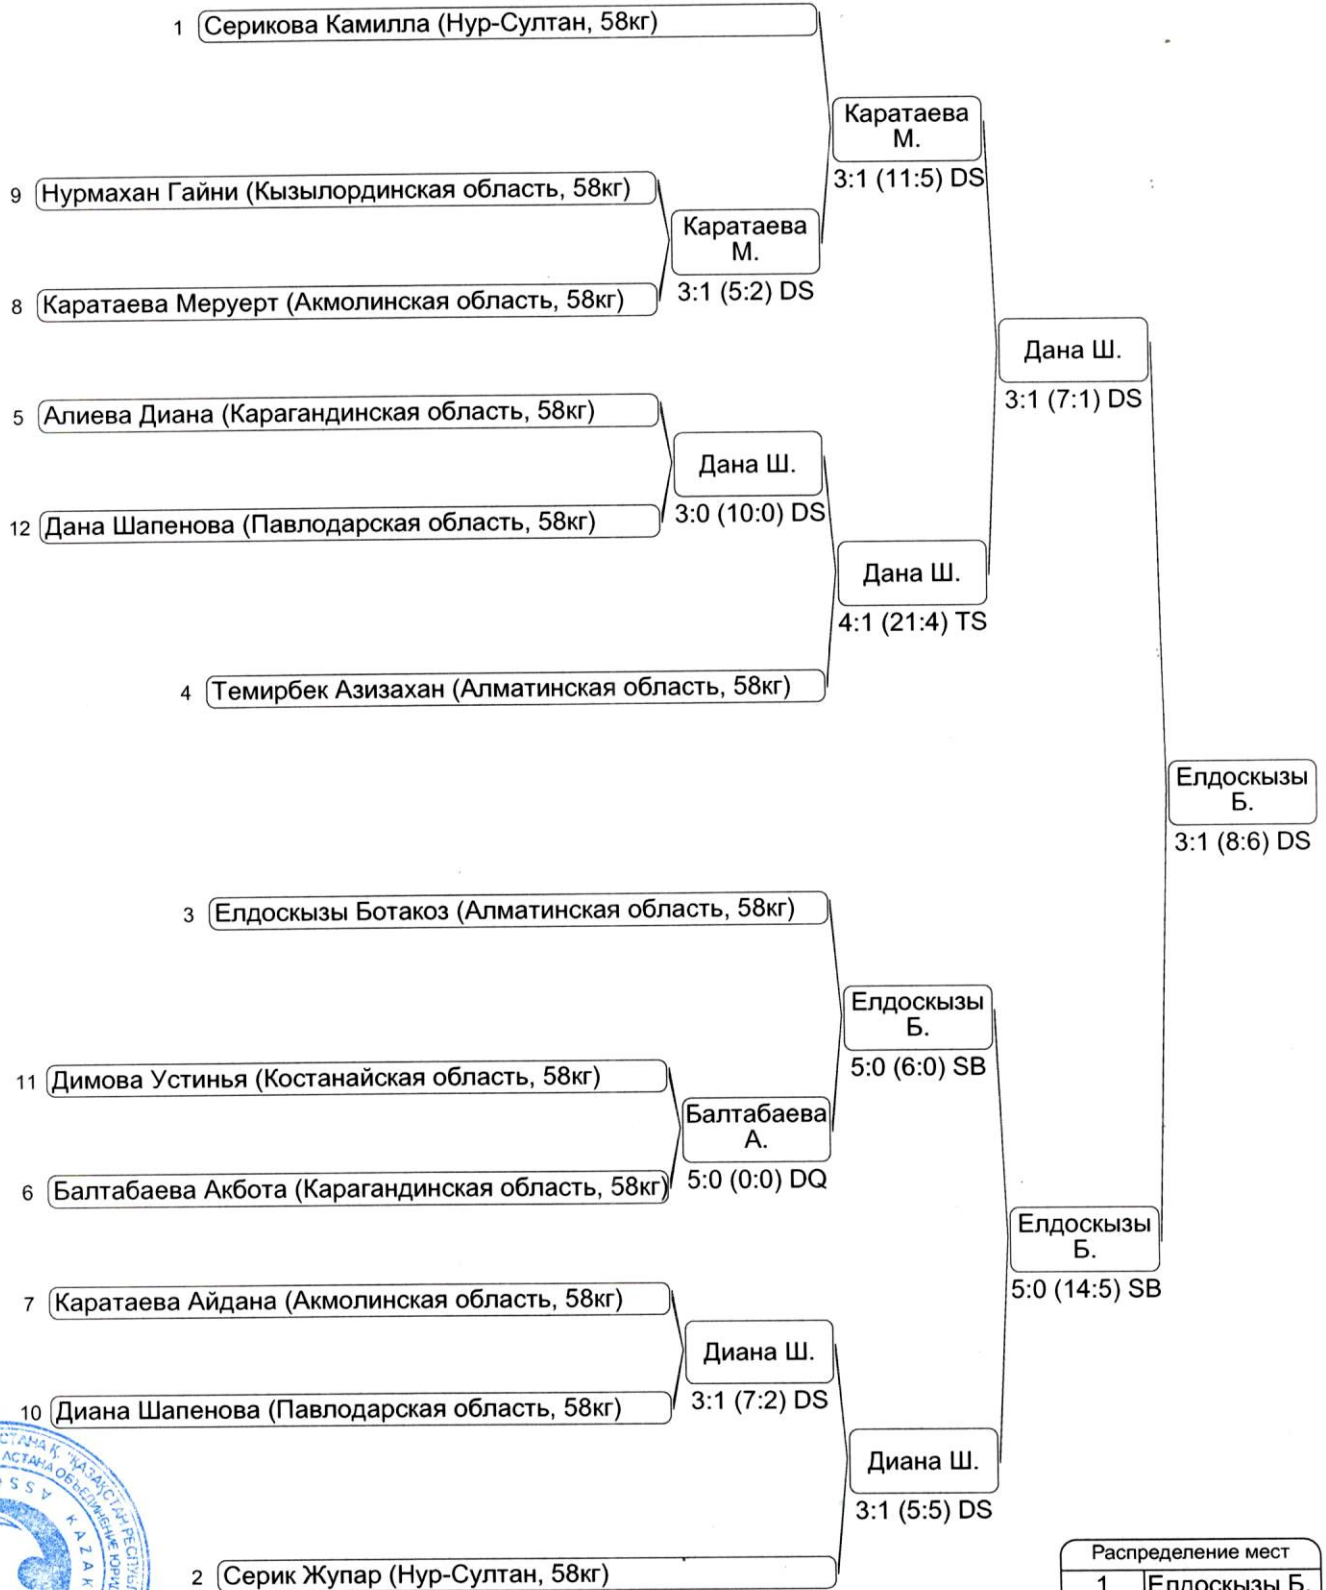 1 Серикова Камилла (Нур-Султан, 58кг)
Каратаева
М.
3:1 (11:5) DS
9 Нурмахан Гайни (Кызылординская область, 58кг)
Каратаева
М.
3:1 (5:2) DS
8 Каратаева Меруерт (Акмолинская область, 58кг)
Дана Ш.
3:1 (7:1) DS
5 Алиева Диана (Карагандинская область, 58кг)
Дана Ш.
3:0 (10:0) DS
12 Дана Шапенова (Павлодарская область, 58кг)
Дана Ш.
4:1 (21:4) TS
4 Темирбек Азизахан (Алматинская область, 58кг)
Елдоскызы
Б.
3:1 (8:6) DS
3 Елдоскызы Ботакоз (Алматинская область, 58кг)
Елдоскызы
Б.
5:0 (6:0) SB
11 Димова Устинья (Костанайская область, 58кг)
Балтабаева
А.
5:0 (0:0) DQ
6 Балтабаева Акбота (Карагандинская область, 58кг)
Елдоскызы
Б.
5:0 (14:5) SB
7 Каратаева Айдана (Акмолинская область, 58кг)
Диана Ш.
3:1 (7:2) DS
10 Диана Шапенова (Павлодарская область, 58кг)
Диана Ш.
3:1 (5:5) DS
2 Серик Жупар (Нур-Султан, 58кг)
Распределение мест
1 Елдоскызы Б.